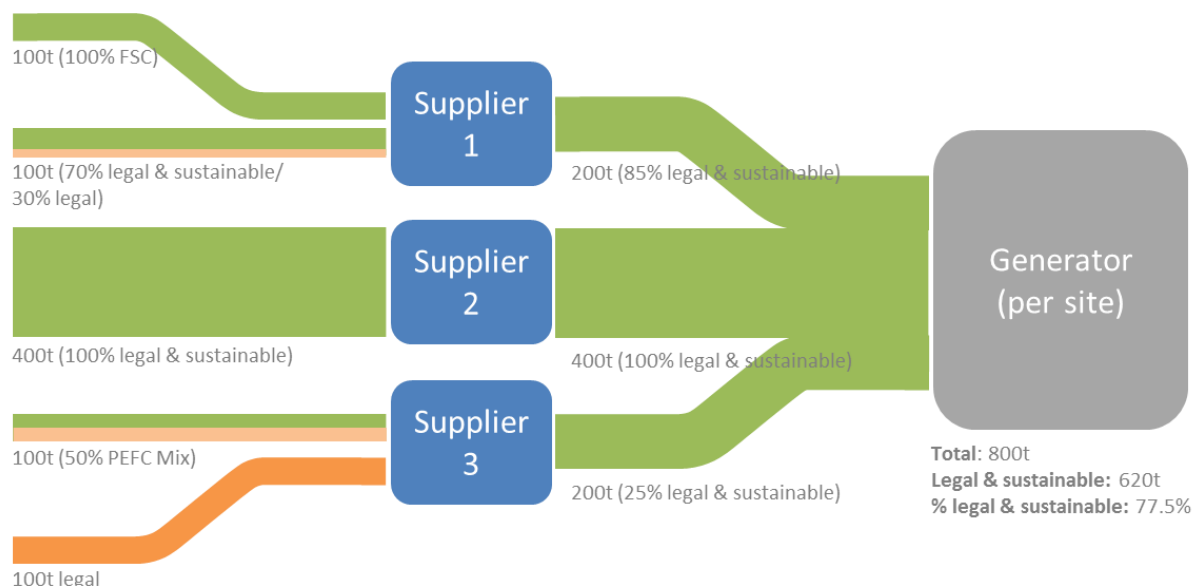 100t (100% FSC)
100t (70% legal & sustainable/
30% legal)
Supplier
1
200t (85% legal & sustainable)
400t (100% legal & sustainable)
Supplier
2
400t (100% legal & sustainable)
100t (50% PEFC Mix)
100t legal
Supplier
3
200t (25% legal & sustainable)
Generator
(per site)
Total: 800t
Legal & sustainable: 620t
% legal & sustainable: 77.5%